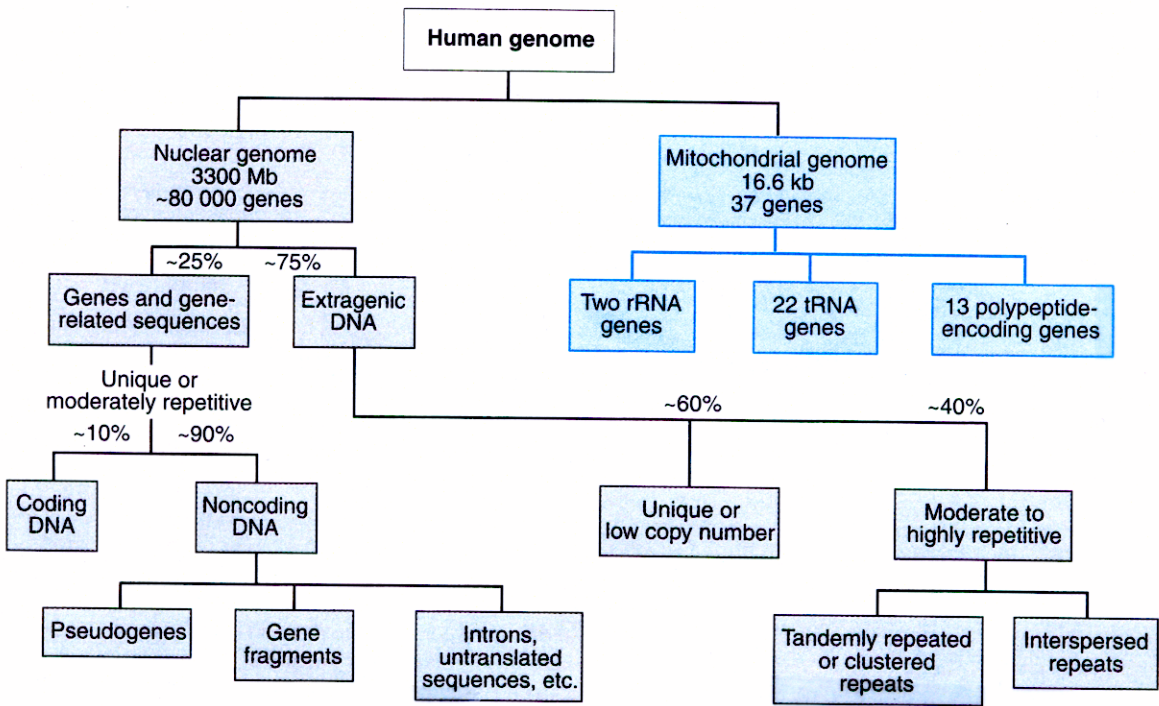 Human genome
Nuclear genome
3300 Mb
~80 000 genes
Mitochondrial genome
16.6 kb
37 genes
~25%
~75%
Genes and gene-
related sequences
Extragenic
DNA
Two rRNA
genes
22 tRNA
genes
13 polypeptide-
encoding genes
Unique or
moderately repetitive
~10%
~90%
~60%
~40%
Coding
DNA
Noncoding
DNA
Unique or
low copy number
Moderate to
highly repetitive
Pseudogenes
Gene
fragments
Introns,
untranslated
sequences, etc.
Tandemly repeated
or clustered
repeats
Interspersed
repeats